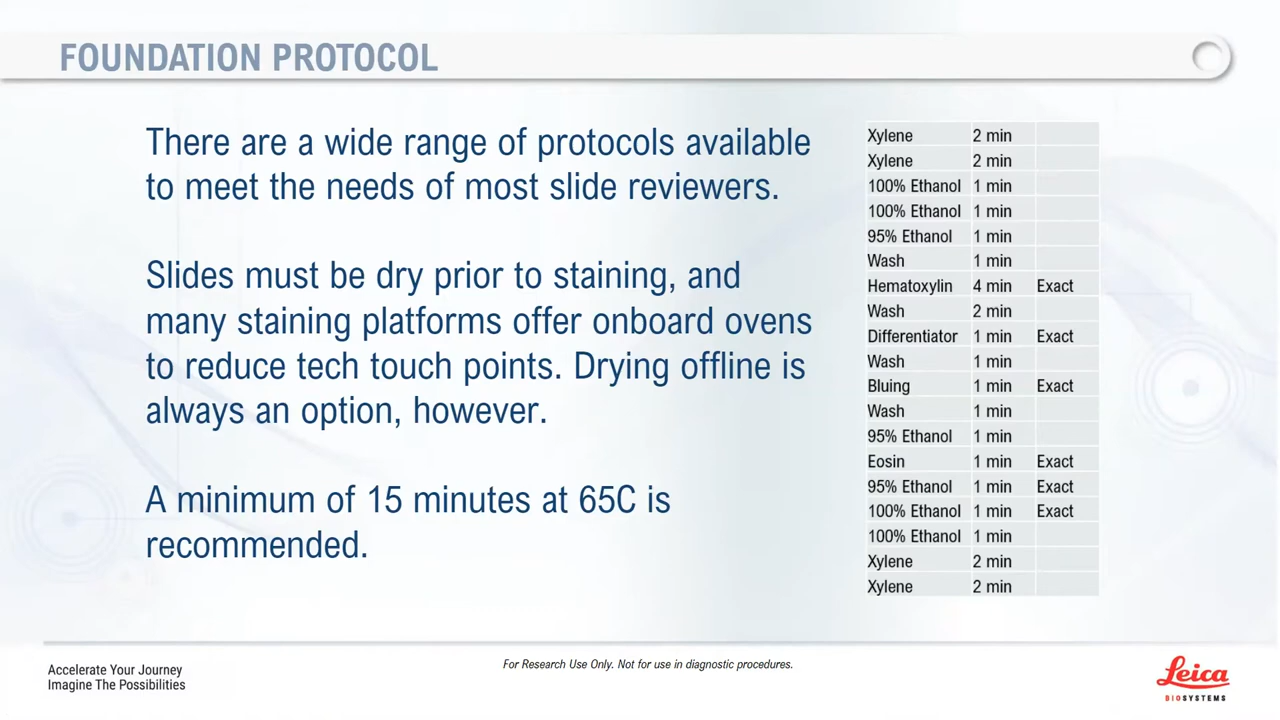 FOUNDATION PROTOCOL
There are a wide range of protocols available
to meet the needs of most slide reviewers.
Slides must be dry prior to staining, and
many staining platforms offer onboard ovens
to reduce tech touch points. Drying offline is
always an option, however.
A minimum of 15 minutes at 65C is
recommended.
Xylene 2 min
Xylene 2 min
100% Ethanol 1 min
100% Ethanol 1 min
95% Ethanol 1 min
Wash 1 min
Hematoxylin 4 min Exact
Wash 2 min
Differentiator 1 min Exact
Wash 1 min
Bluing 1 min Exact
Wash 1 min
95% Ethanol 1 min
Eosin 1 min Exact
95% Ethanol 1 min Exact
100% Ethanol 1 min Exact
100% Ethanol 1 min
Xylene 2 min
Xylene 2 min
Accelerate Your Journey
Imagine The Possibilities
For Research Use Only. Not for use in diagnostic procedures.
Leica
BIOSYSTEMS